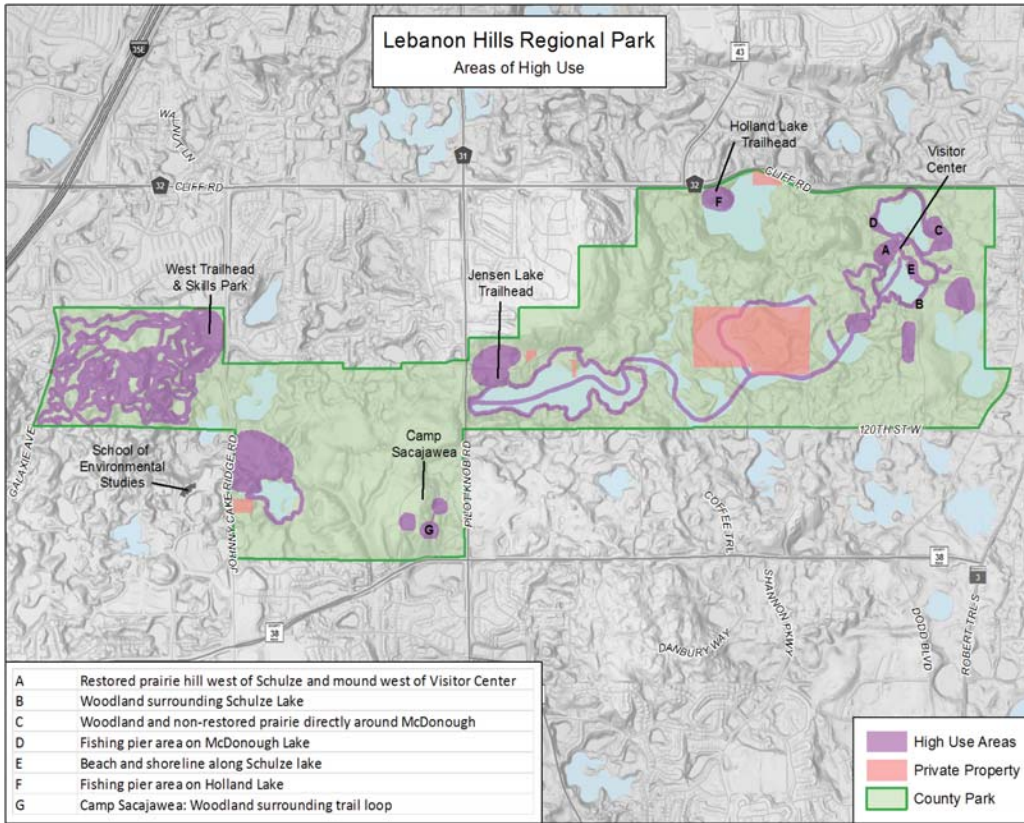 Lebanon Hills Regional Park
Areas of High Use
35E
COUNTY
43
WALNUT LN
Holland Lake
Trailhead
Visitor
Center
31
32
CLIFF RD
32
CLIFF RD
F
D
C
A
E
B
West Trailhead
& Skills Park
Jensen Lake
Trailhead
GALAXIE AVE
School of
Environmental
Studies
JOHNNY CAKE RIDGE RD
Camp
Sacajawea
G
PILOT KNOB RD
120TH ST W
COFFEE TRL
COUNTY
38
3
SHANNON PKWY
DANBURY WAY
DODD BLVD
ROBERT TRL S
COUNTY
38
A Restored prairie hill west of Schulze and mound west of Visitor Center
B Woodland surrounding Schulze Lake
C Woodland and non-restored prairie directly around McDonough
D Fishing pier area on McDonough Lake
E Beach and shoreline along Schulze lake
F Fishing pier area on Holland Lake
G Camp Sacajawea: Woodland surrounding trail loop
High Use Areas
Private Property
County Park